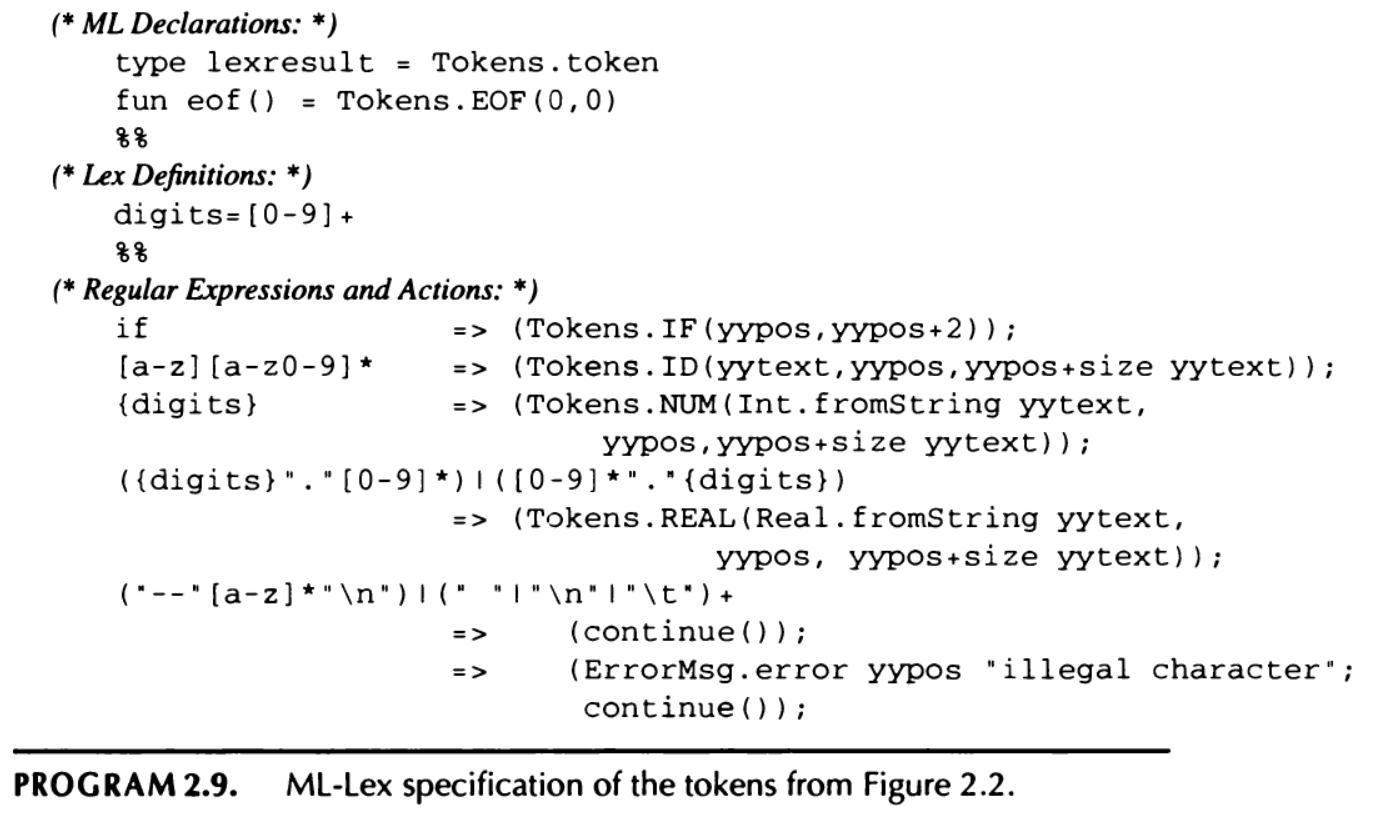 (* ML Declarations: *)
type lexresult = Tokens.token
fun eof() = Tokens.EOF(0,0)
%%
(* Lex Definitions: *)
digits=[0-9]+
%%
(* Regular Expressions and Actions: *)
if => (Tokens.IF(yypos,yypos+2));
[a-z][a-z0-9]* => (Tokens.ID(yytext,yypos,yypos+size yytext));
{digits} => (Tokens.NUM(Int.fromString yytext,
yypos,yypos+size yytext));
({digits}"."[0-9]*)|([0-9]*"."{digits})
=> (Tokens.REAL(Real.fromString yytext,
yypos, yypos+size yytext));
("--"[a-z]*"\n")|(" "|"\n"|"\t")+
=> (continue());
=> (ErrorMsg.error yypos "illegal character";
continue());
PROGRAM 2.9. ML-Lex specification of the tokens from Figure 2.2.